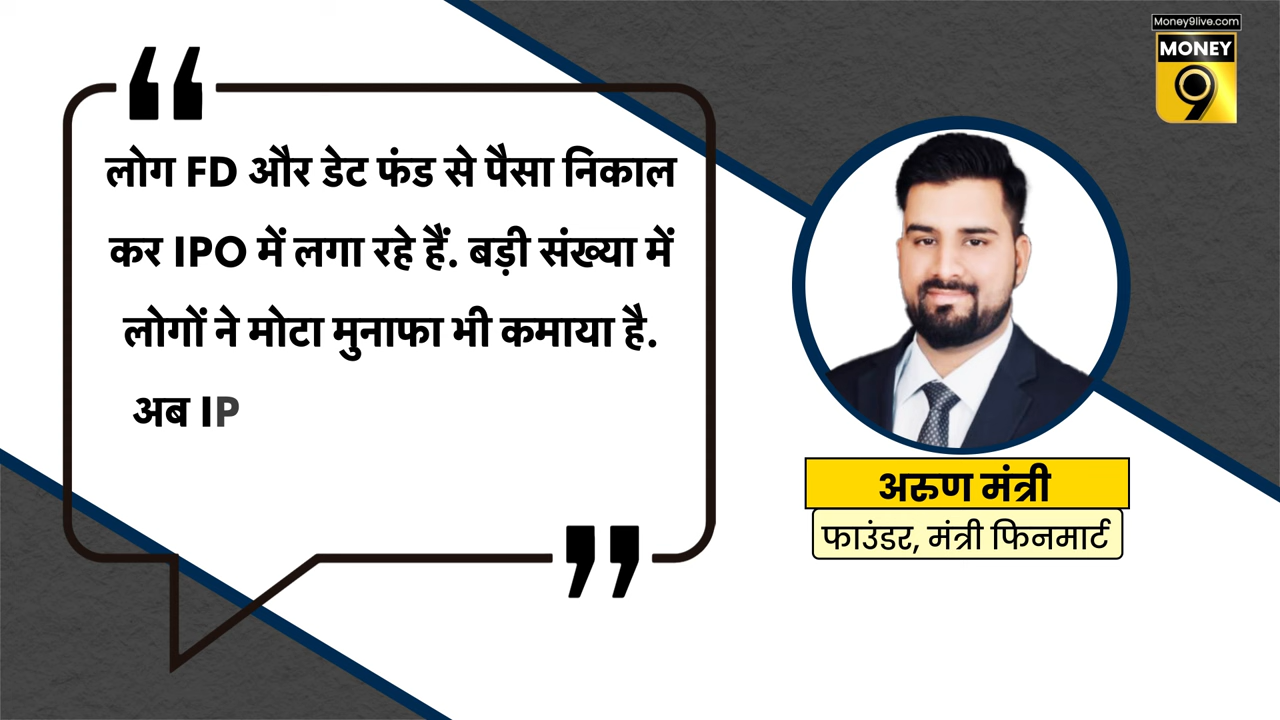 Money9live.com
MONEY
9
लोग FD और डेट फंड से पैसा निकाल
कर IPO में लगा रहे हैं. बड़ी संख्या में
लोगों ने मोटा मुनाफा भी कमाया है.
अब IP
अरुण मंत्री
फाउंडर, मंत्री फिनमार्ट